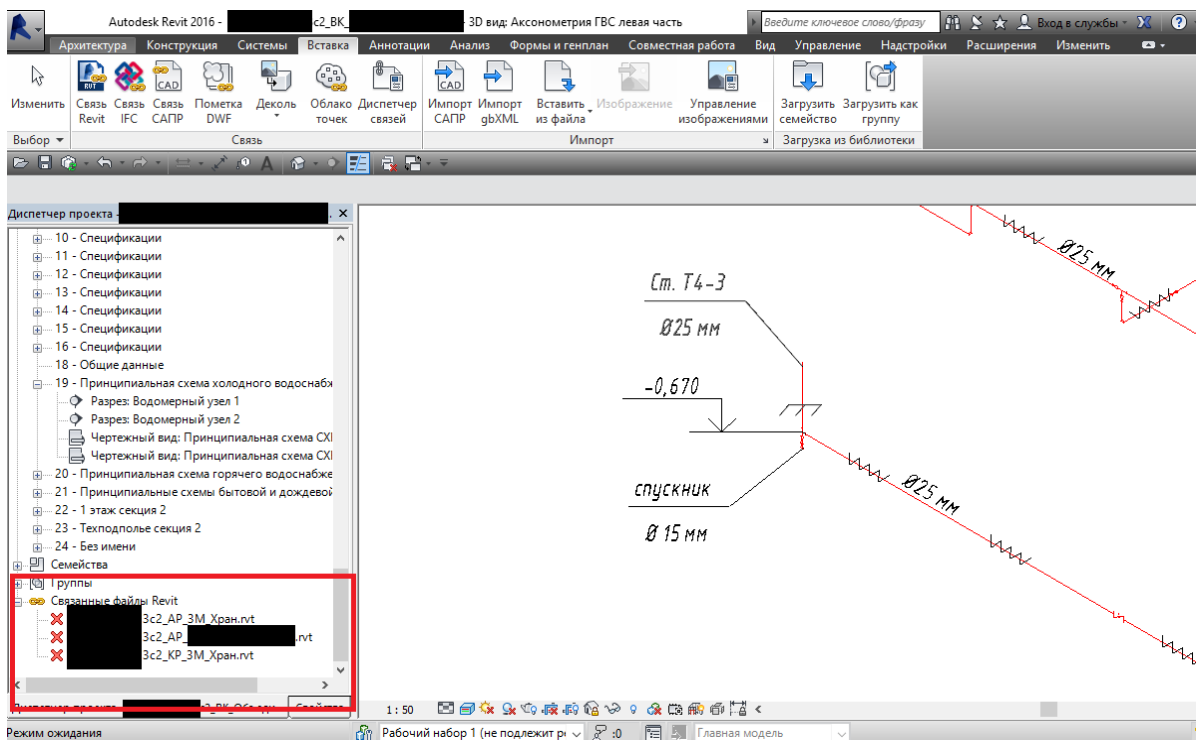 Autodesk Revit 2016 - с2_ВК_ - 3D вид: Аксонометрия ГВС левая часть
Введите ключевое слово/фразу
Вход в службы
Архитектура Конструкция Системы Вставка Аннотации Анализ Формы и генплан Совместная работа Вид Управление Надстройки Расширения Изменить
Изменить
Связь Revit
Связь IFC
Связь САПР
Пометка DWF
Деколь
Облако точек
Диспетчер связей
Импорт САПР
Импорт gbXML
Вставить из файла
Изображение
Управление изображениями
Загрузить семейство
Загрузить как группу
Выбор
Связь
Импорт
Загрузка из библиотеки
Диспетчер проекта -
10 - Спецификации
11 - Спецификации
12 - Спецификации
13 - Спецификации
14 - Спецификации
15 - Спецификации
16 - Спецификации
18 - Общие данные
19 - Принципиальная схема холодного водоснабж
Разрез: Водомерный узел 1
Разрез: Водомерный узел 2
Чертежный вид: Принципиальная схема СХ
Чертежный вид: Принципиальная схема СХ
20 - Принципиальная схема горячего водоснабже
21 - Принципиальные схемы бытовой и дождевой
22 - 1 этаж секция 2
23 - Техподполье секция 2
24 - Без имени
Семейства
Группы
Связанные файлы Revit
3с2_АР_3М_Хран.rvt
3с2_АР_ .rvt
3с2_КР_3М_Хран.rvt
Ст. Т4-3
Ø25 мм
-0,670
спускник
Ø 15 мм
Ø25 мм
Ø25 мм
1 : 50
Режим ожидания
Рабочий набор 1 (не подлежит
:0
Главная модель